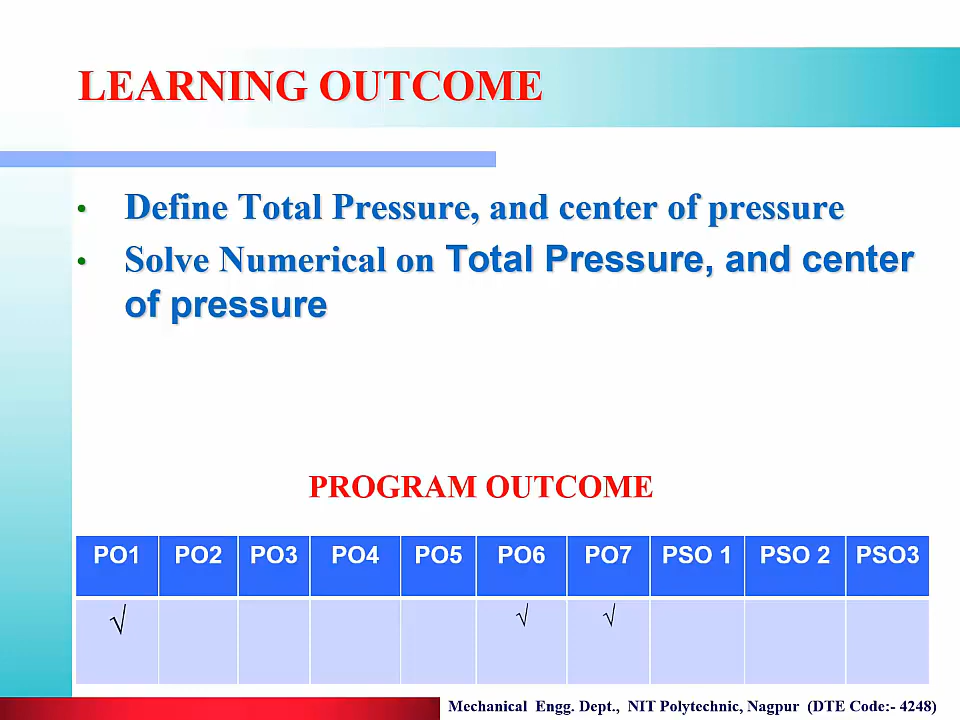 LEARNING OUTCOME
• Define Total Pressure, and center of pressure
• Solve Numerical on Total Pressure, and center
of pressure
PROGRAM OUTCOME
PO1 PO2 PO3 PO4 PO5 PO6 PO7 PSO 1 PSO 2 PSO3
√ √ √
Mechanical Engg. Dept., NIT Polytechnic, Nagpur (DTE Code:- 4248)